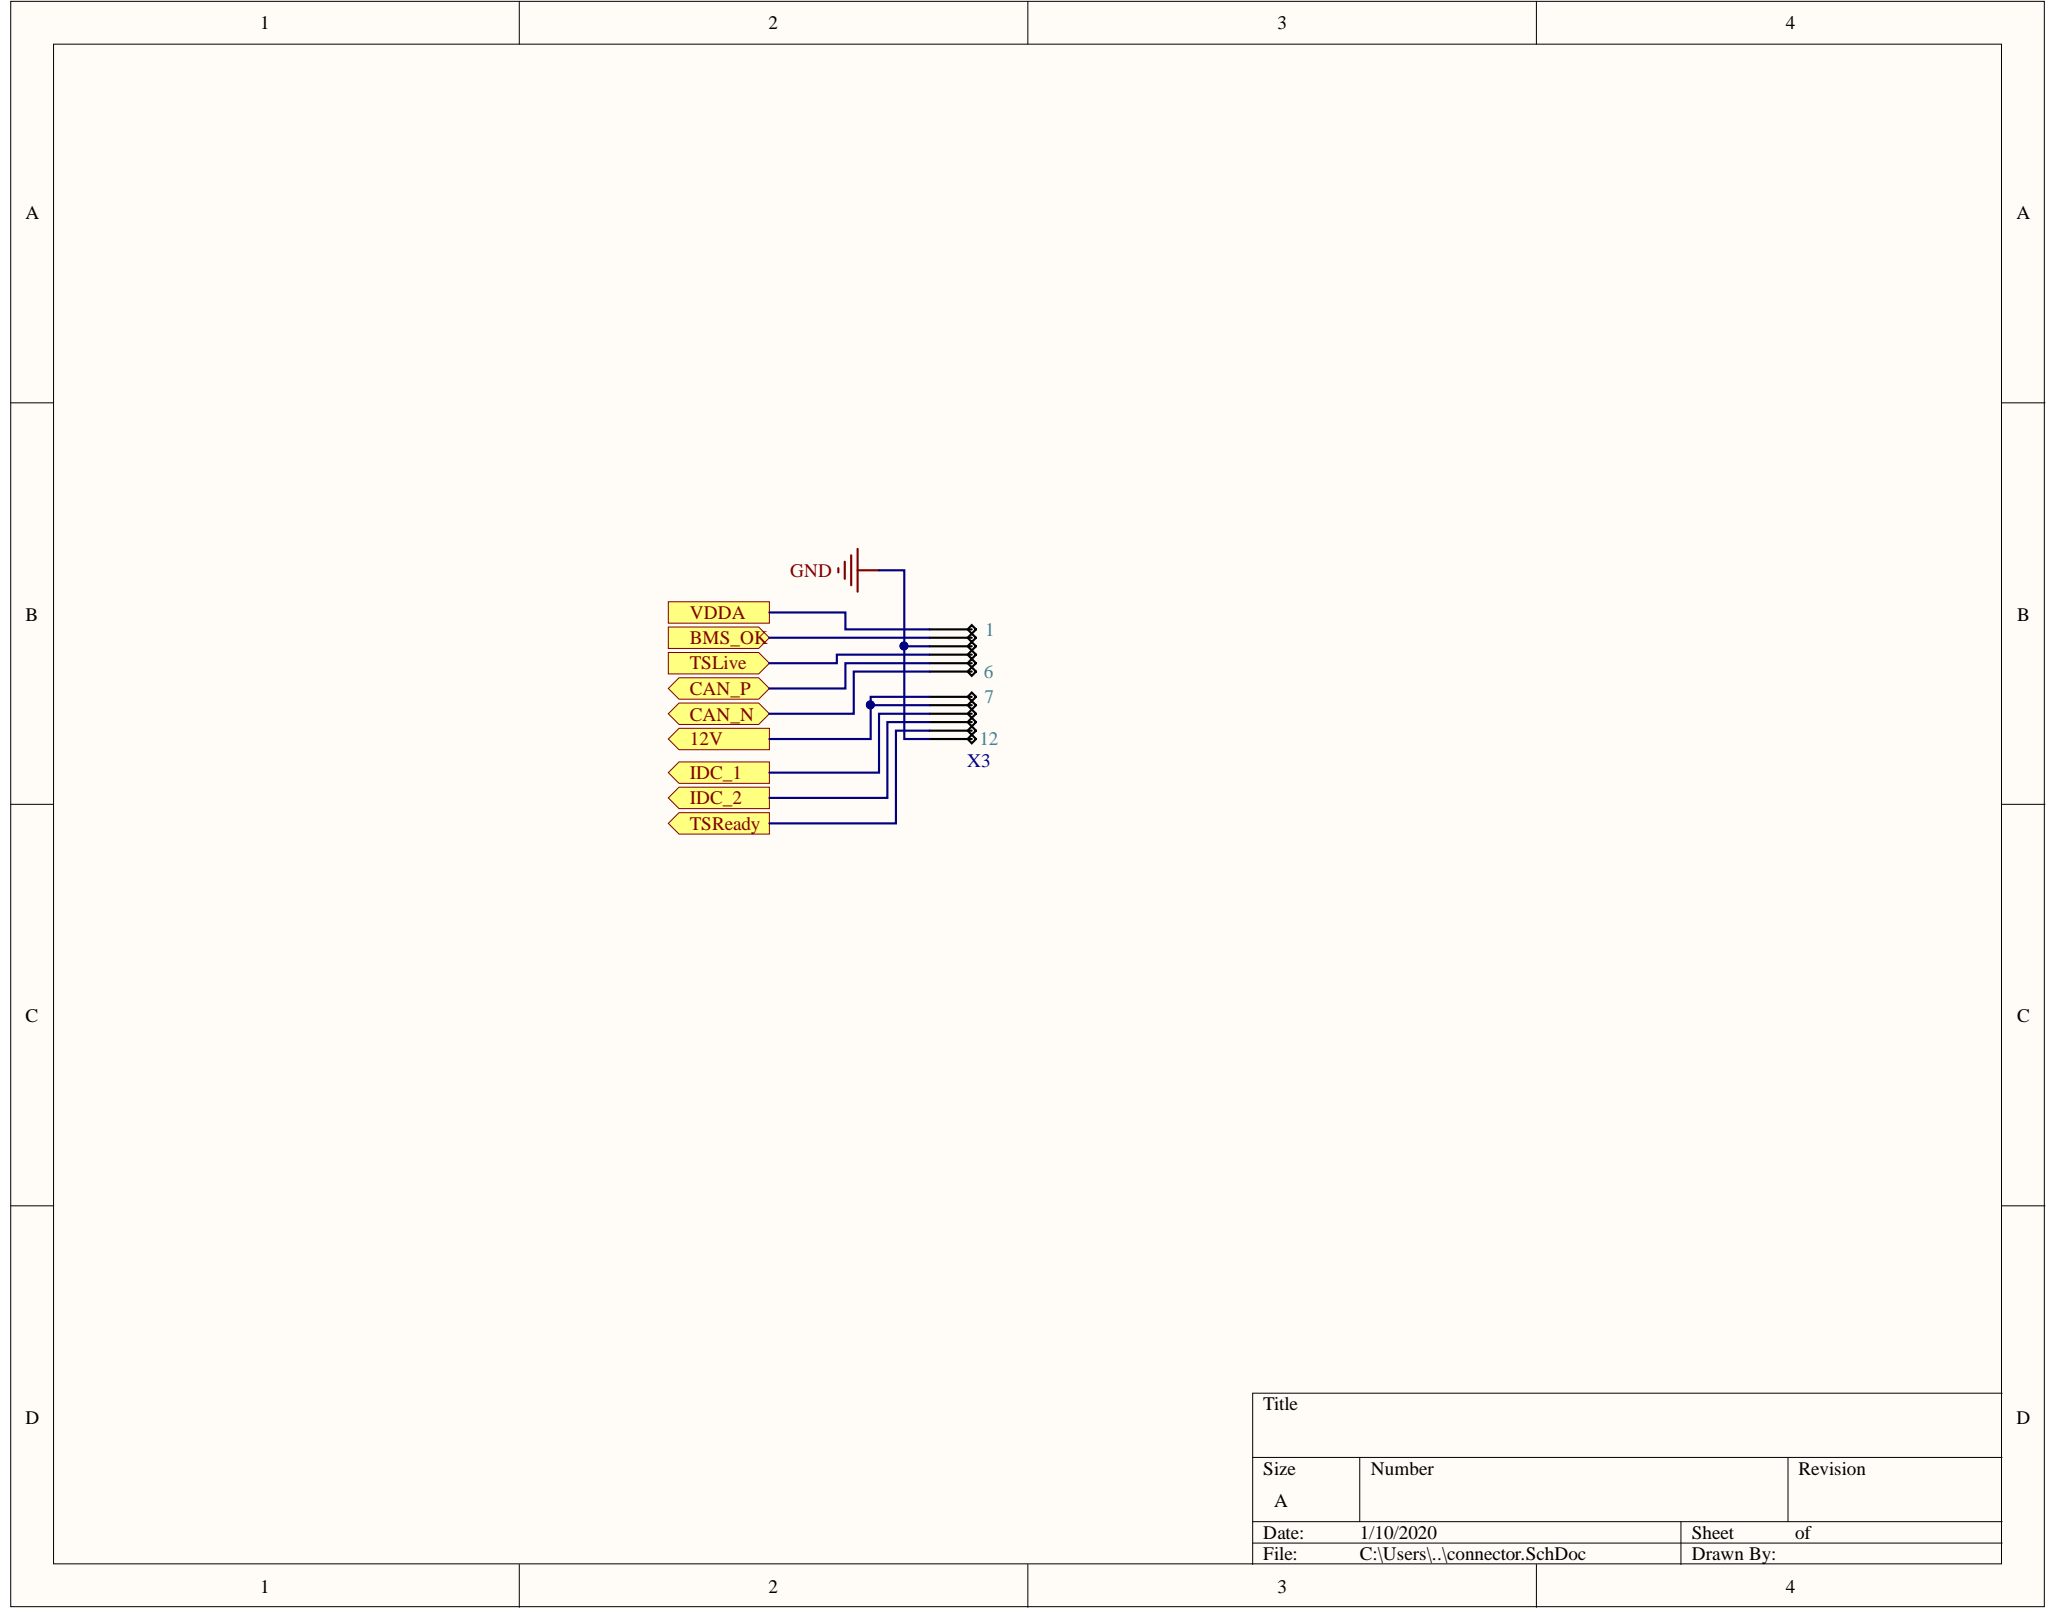 1 2 3 4
A A
GND
VDDA
1
BMS_OK
B B
TSLive
6
CAN_P
7
CAN_N
12V 12
X3
IDC_1
IDC_2
TSReady
C C
Title
D D
Size Number Revision
A
Date: 1/10/2020 Sheet of
File: C:\Users\..\connector.SchDoc Drawn By:
1 2 3 4